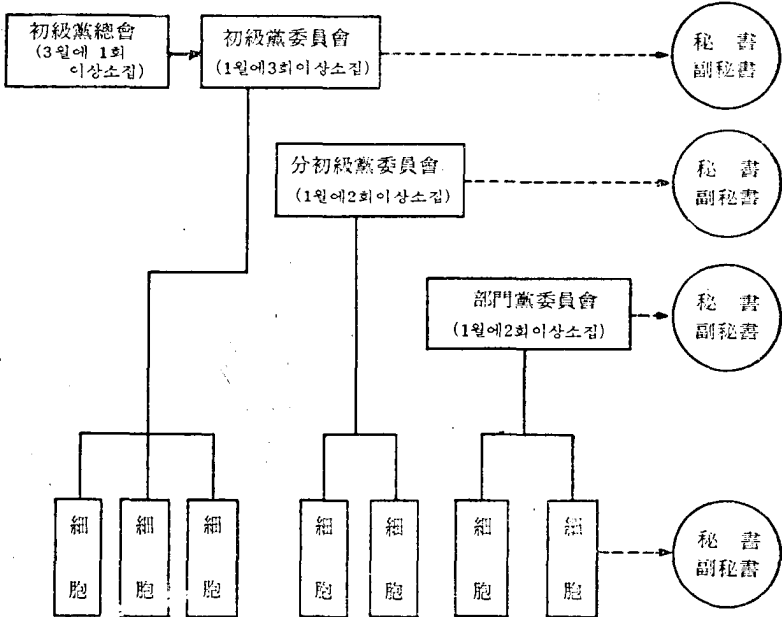 初級黨總會
(3월에 1회
이상소집)
初級黨委員會
(1월에3회이상소집)
秘 書
副秘書
分初級黨委員會
(1월에2회이상소집)
秘 書
副秘書
部門黨委員會
(1월에2회이상소집)
秘 書
副秘書
細胞
細胞
細胞
細胞
細胞
細胞
細胞
秘 書
副秘書